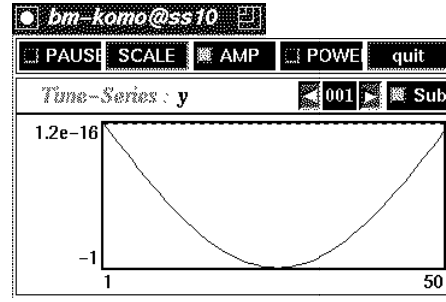 bm-komo@ss10
PAUSE SCALE AMP POWE quit
Time-Series : y 001 Sub
1.2e-16
-1
1 50